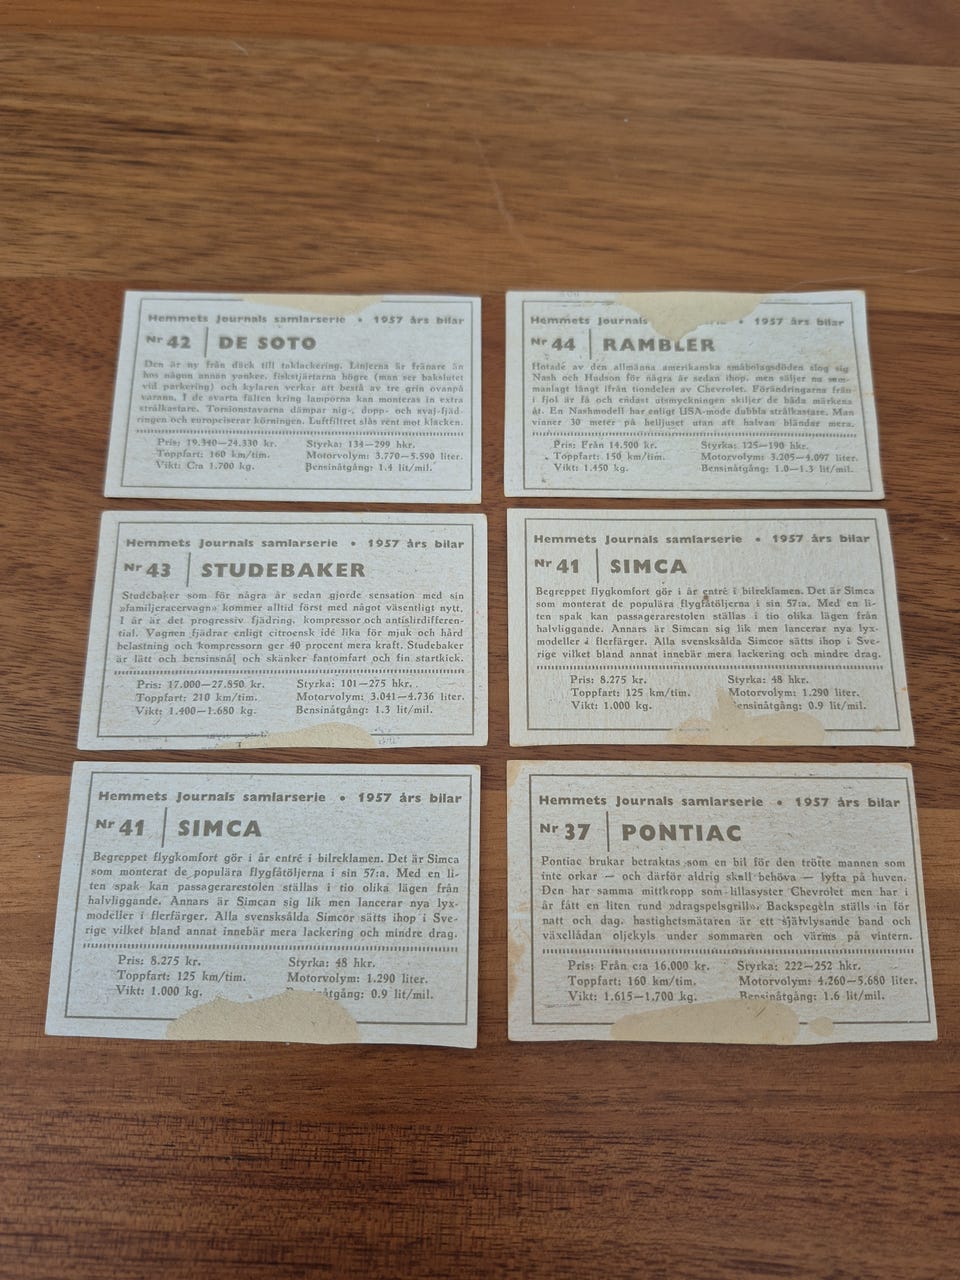 Hemmets Journals samlarserie • 1957 års bilar
Nr 42 DE SOTO
Den är ny från däck till taklackering. Linjerna är fränare än
hos någon annan yankee, fiskstjärtarna högre (man ser bakslutet
vid parkering) och kylaren verkar att bestå av tre grin ovanpå
varann. I de svarta fälten kring lamporna kan monteras in extra
strålkastare. Torsionstavarna dämpar nig-, dopp- och svaj-fjäd-
ringen och europeiserar körningen. Luftfiltret slås rent mot klacken.
Pris: 19.340—24.330 kr. Styrka: 134—299 hkr.
Toppfart: 160 km/tim. Motorvolym: 3.770—5.590 liter.
Vikt: C:a 1.700 kg. Bensinåtgång: 1.4 lit/mil.
Hemmets Journals 1957 års bilar
Nr 44 RAMBLER
Hotade av den allmänna amerikanska småbolagsdöden slog sig
Nash och Hudson för några år sedan ihop, men säljer nu sam-
manlagt långt ifrån tiondelen av Chevrolet. Förändringarna från
i fjol är få och endast utsmyckningen skiljer de båda märkena
åt. En Nashmodell har enligt USA-mode dubbla strålkastare. Man
vinner 30 meter på helljuset utan att halvan bländar mera.
Pris: Från 14.500 kr. Styrka: 125—190 hkr.
Toppfart: 150 km/tim. Motorvolym: 3.205—4.097 liter.
Vikt: 1.450 kg. Bensinåtgång: 1.0—1.3 lit/mil.
Hemmets Journals samlarserie • 1957 års bilar
Nr 43 STUDEBAKER
Studebaker som för några år sedan gjorde sensation med sin
»familjeracervagn» kommer alltid först med något väsentligt nytt.
I år är det progressiv fjädring, kompressor och antislirdifferen-
tial. Vagnen fjädrar enligt citroensk idé lika för mjuk och hård
belastning och kompressorn ger 40 procent mera kraft. Studebaker
är lätt och bensinsnål och skänker fantomfart och fin startkick.
Pris: 17.000—27.850 kr. Styrka: 101—275 hkr.
Toppfart: 210 km/tim. Motorvolym: 3.041—4.736 liter.
Vikt: 1.400—1.680 kg. Bensinåtgång: 1.3 lit/mil.
Hemmets Journals samlarserie • 1957 års bilar
Nr 41 SIMCA
Begreppet flygkomfort gör i år entré i bilreklamen. Det är Simca
som monterat de populära flygfåtöljerna i sin 57:a. Med en li-
ten spak kan passagerarestolen ställas i tio olika lägen från
halvliggande. Annars är Simcan sig lik men lancerar nya lyx-
modeller i flerfärger. Alla svensksålda Simcor sätts ihop i Sve-
rige vilket bland annat innebär mera lackering och mindre drag.
Pris: 8.275 kr. Styrka: 48 hkr.
Toppfart: 125 km/tim. Motorvolym: 1.290 liter.
Vikt: 1.000 kg. Bensinåtgång: 0.9 lit/mil.
Hemmets Journals samlarserie • 1957 års bilar
Nr 41 SIMCA
Begreppet flygkomfort gör i år entré i bilreklamen. Det är Simca
som monterat de populära flygfåtöljerna i sin 57:a. Med en li-
ten spak kan passagerarestolen ställas i tio olika lägen från
halvliggande. Annars är Simcan sig lik men lancerar nya lyx-
modeller i flerfärger. Alla svensksålda Simcor sätts ihop i Sve-
rige vilket bland annat innebär mera lackering och mindre drag.
Pris: 8.275 kr. Styrka: 48 hkr.
Toppfart: 125 km/tim. Motorvolym: 1.290 liter.
Vikt: 1.000 kg. Bensinåtgång: 0.9 lit/mil.
Hemmets Journals samlarserie • 1957 års bilar
Nr 37 PONTIAC
Pontiac brukar betraktas som en bil för den trötte mannen som
inte orkar — och därför aldrig skall behöva — lyfta på huven.
Den har samma mittkropp som lillasyster Chevrolet men har i
år fått en liten rund »dragspelsgrill». Backspegeln ställs in för
natt och dag, hastighetsmätaren är ett självlysande band och
växellådan oljekyls under sommaren och värms på vintern.
Pris: Från c:a 16.000 kr. Styrka: 222—252 hkr.
Toppfart: 160 km/tim. Motorvolym: 4.260—5.680 liter.
Vikt: 1.615—1.700 kg. Bensinåtgång: 1.6 lit/mil.